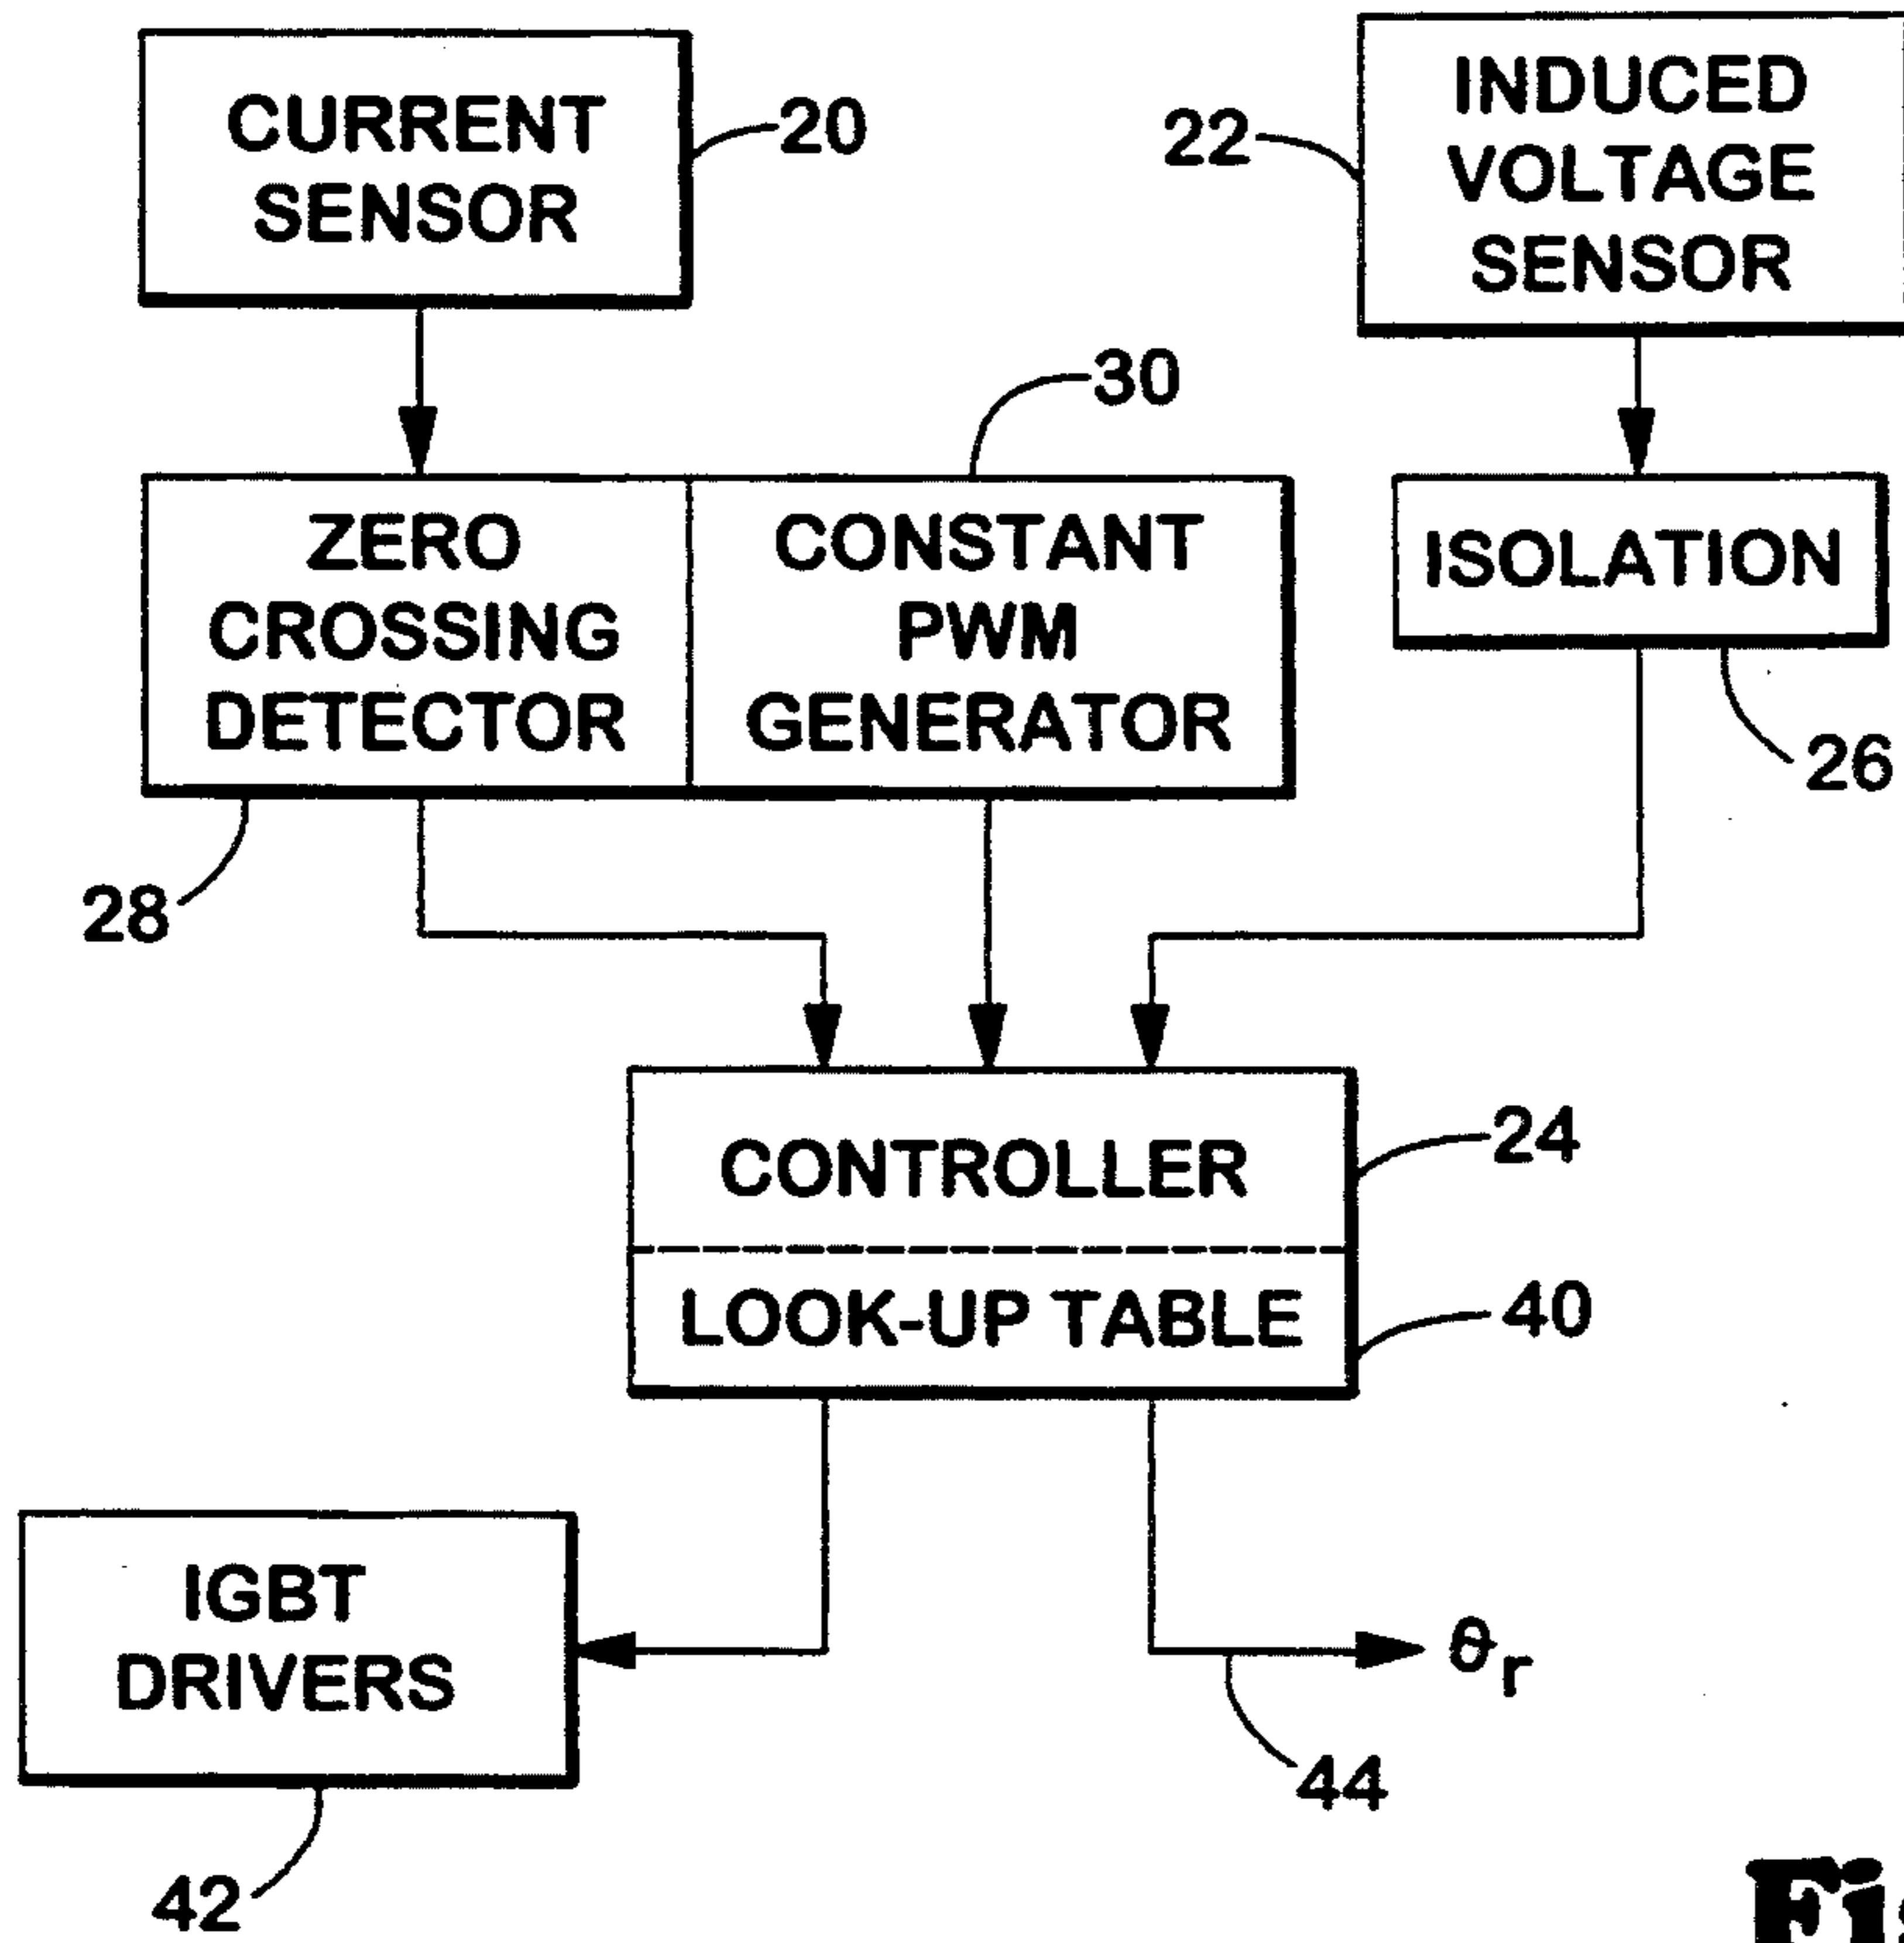 CURRENT
SENSOR
20
22
INDUCED
VOLTAGE
SENSOR
30
ZERO
CROSSING
DETECTOR
CONSTANT
PWM
GENERATOR
ISOLATION
26
28
CONTROLLER
24
LOOK-UP TABLE
40
IGBT
DRIVERS
θr
44
42